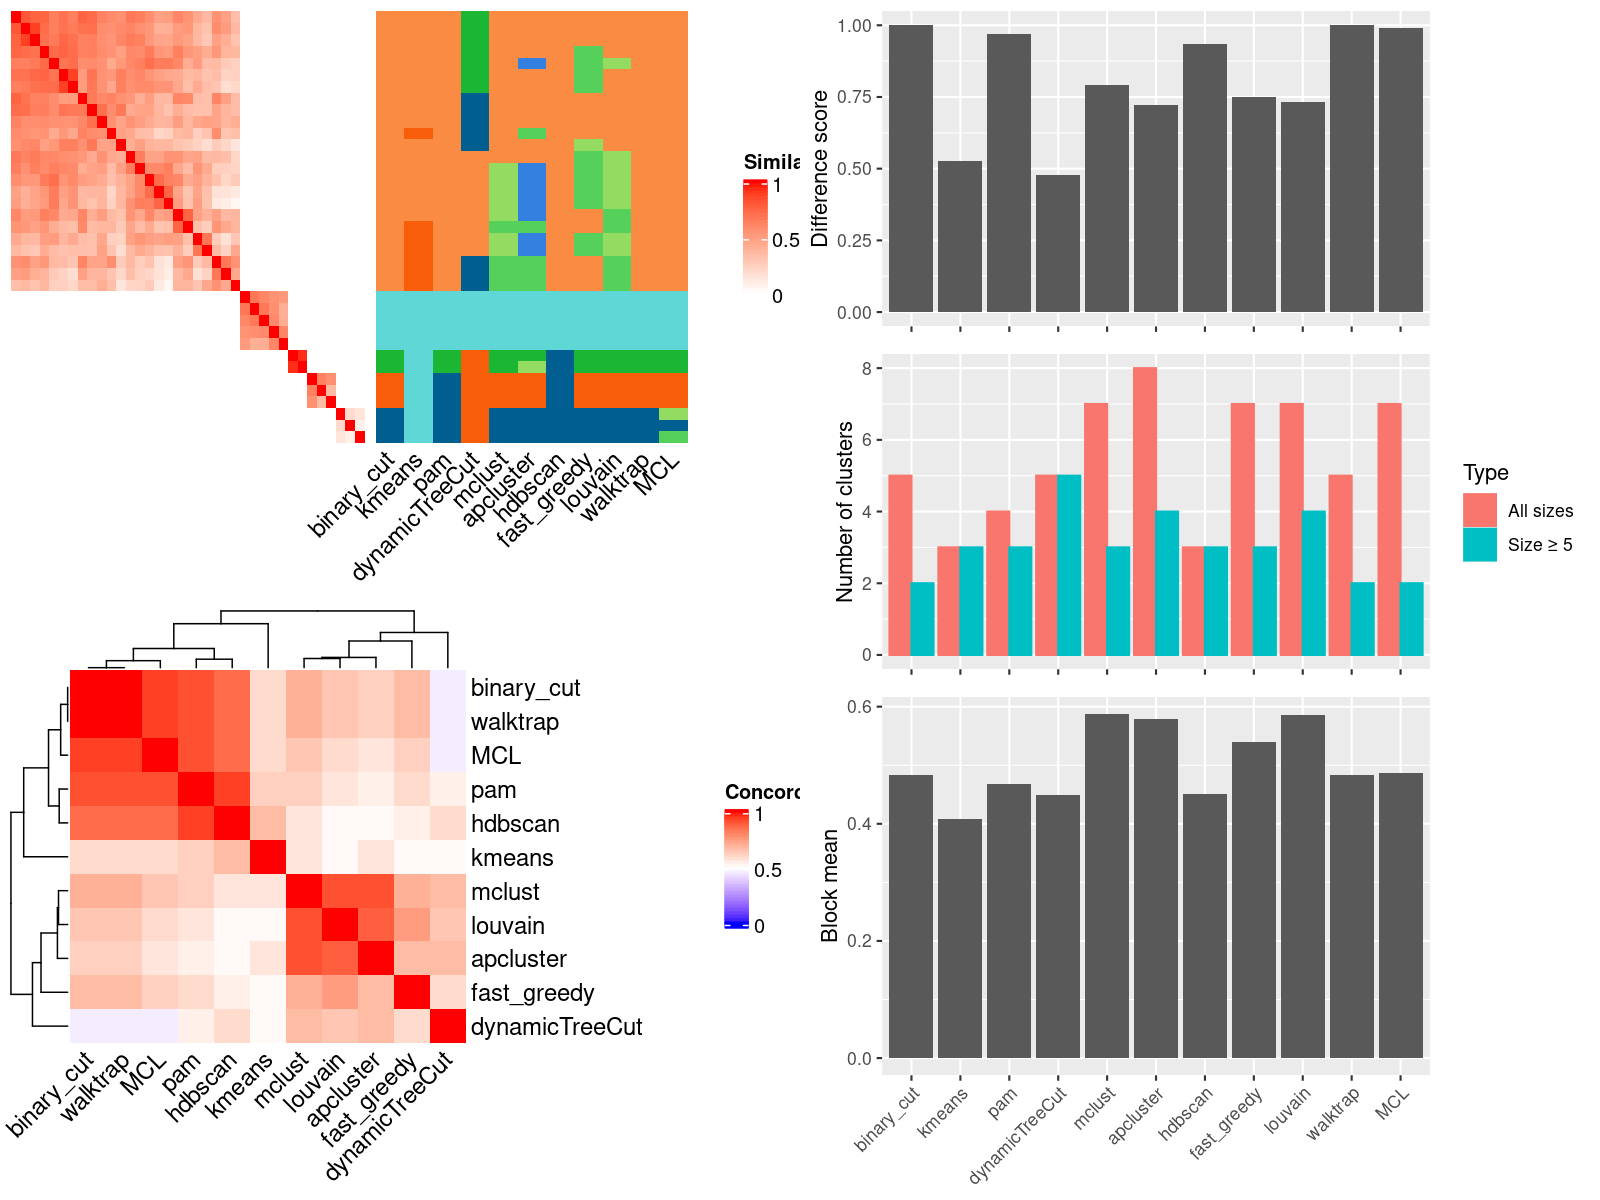 Simila
1
0.5
0
binary_cut
kmeans
pam
dynamicTreeCut
mclust
apcluster
hdbscan
fast_greedy
louvain
walktrap
MCL
Difference score
1.00
0.75
0.50
0.25
0.00
Number of clusters
8
6
4
2
0
Type
All sizes
Size ≥ 5
binary_cut
walktrap
MCL
pam
hdbscan
kmeans
mclust
louvain
apcluster
fast_greedy
dynamicTreeCut
binary_cut
walktrap
MCL
pam
hdbscan
kmeans
mclust
louvain
apcluster
fast_greedy
dynamicTreeCut
Concord
1
0.5
0
Block mean
0.6
0.4
0.2
0.0
binary_cut
kmeans
pam
dynamicTreeCut
mclust
apcluster
hdbscan
fast_greedy
louvain
walktrap
MCL